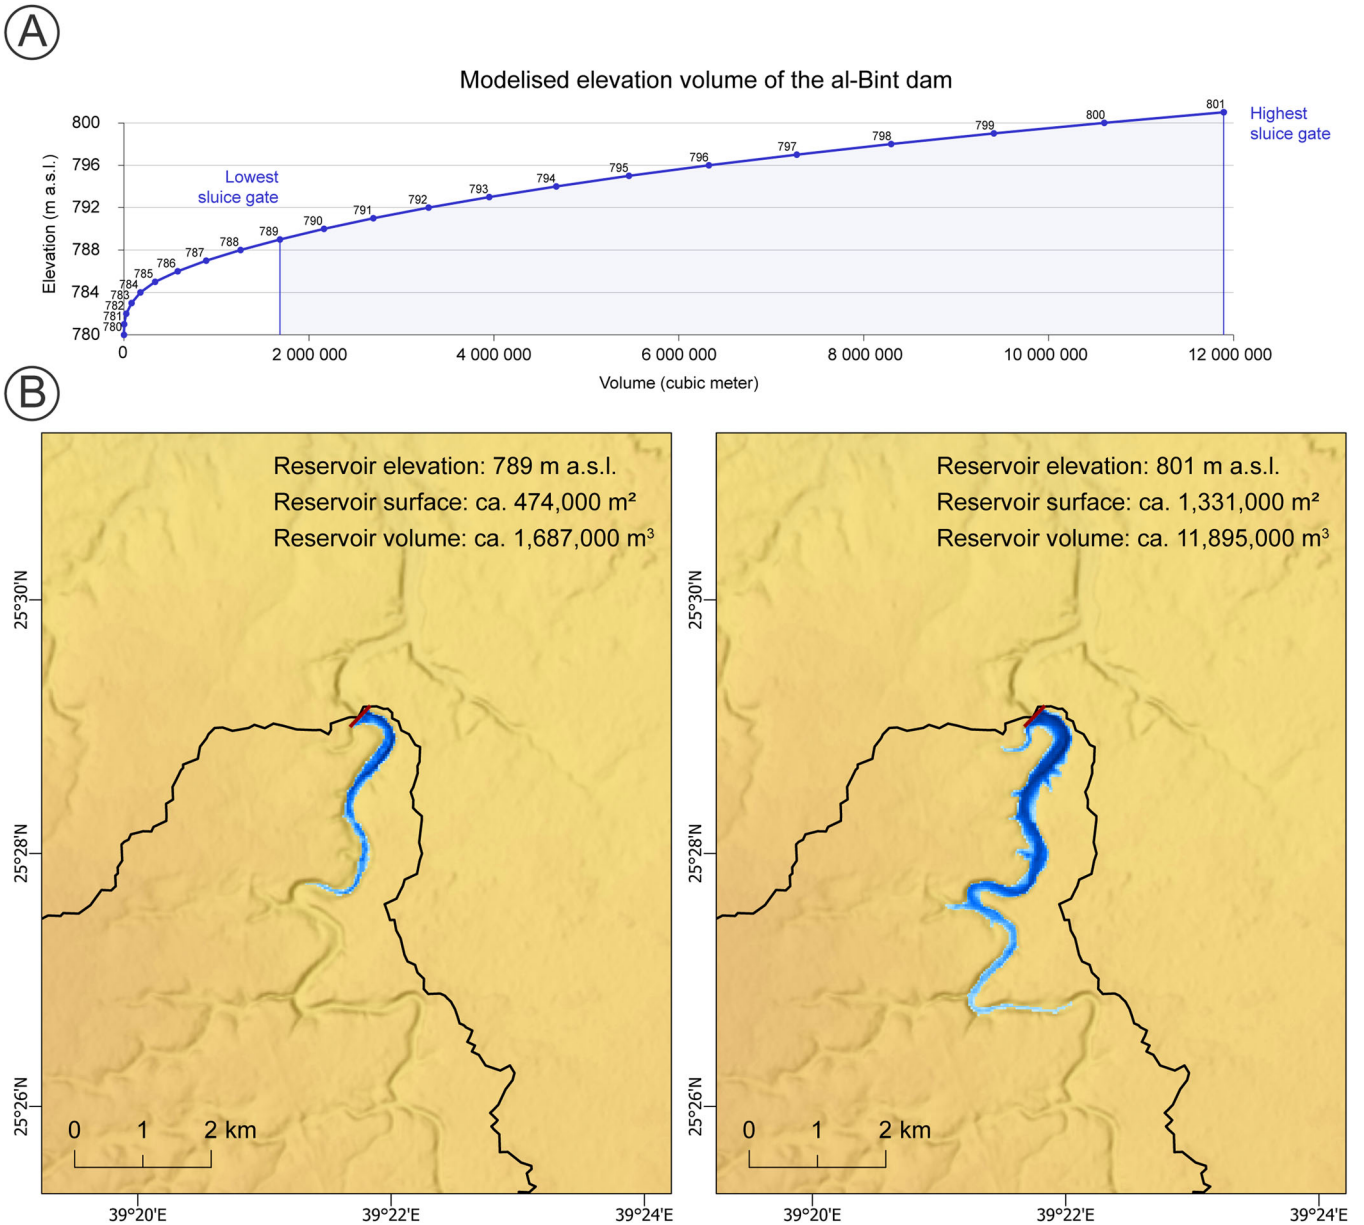 A
Modelised elevation volume of the al-Bint dam
Elevation (m a.s.l.)
800
796
792
788
784
780
780
781
782
783
784
785
786
787
788
789
790
791
792
793
794
795
796
797
798
799
800
801
Lowest
sluice gate
Highest
sluice gate
0
2 000 000
4 000 000
6 000 000
8 000 000
10 000 000
12 000 000
Volume (cubic meter)
B
Reservoir elevation: 789 m a.s.l.
Reservoir surface: ca. 474,000 m²
Reservoir volume: ca. 1,687,000 m³
25°30'N
25°28'N
25°26'N
0 1 2 km
39°20'E
39°22'E
39°24'E
Reservoir elevation: 801 m a.s.l.
Reservoir surface: ca. 1,331,000 m²
Reservoir volume: ca. 11,895,000 m³
25°30'N
25°28'N
25°26'N
0 1 2 km
39°20'E
39°22'E
39°24'E